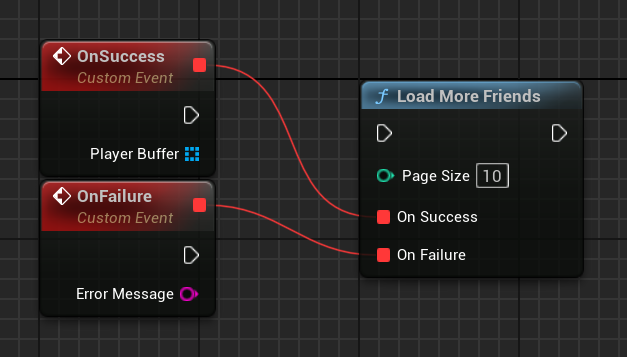 OnSuccess
Custom Event
Player Buffer
OnFailure
Custom Event
Error Message
f Load More Friends
Page Size 10
On Success
On Failure